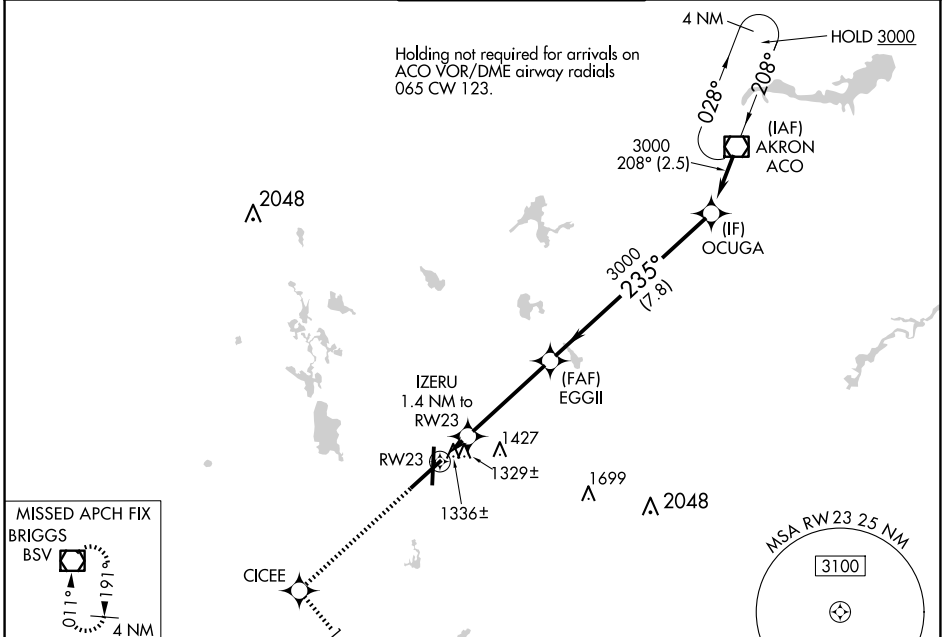 4 NM
HOLD 3000
Holding not required for arrivals on
ACO VOR/DME airway radials
065 CW 123.
028°
208°
(IAF)
AKRON
ACO
3000
208° (2.5)
2048
(IF)
OCUGA
3000
235°
(7.8)
(FAF)
EGGII
IZERU
1.4 NM to
RW23
1427
RW23
1329±
1336±
1699
2048
MISSED APCH FIX
BRIGGS
BSV
011°
191°
4 NM
CICEE
MSA RW 23 25 NM
3100